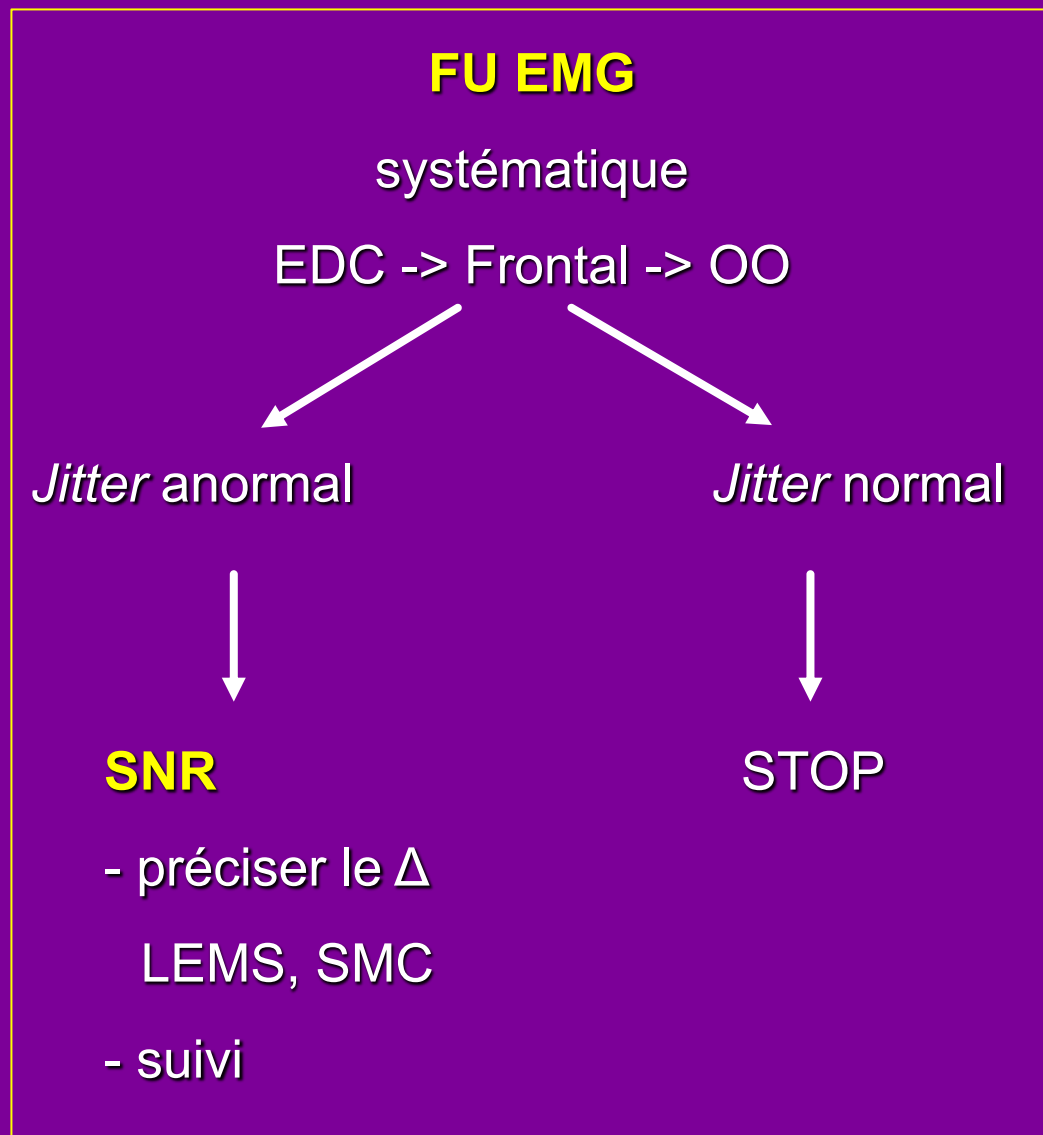 FU EMG
systématique
EDC -> Frontal -> OO
Jitter anormal
Jitter normal
SNR
STOP
- préciser le Δ
LEMS, SMC
- suivi